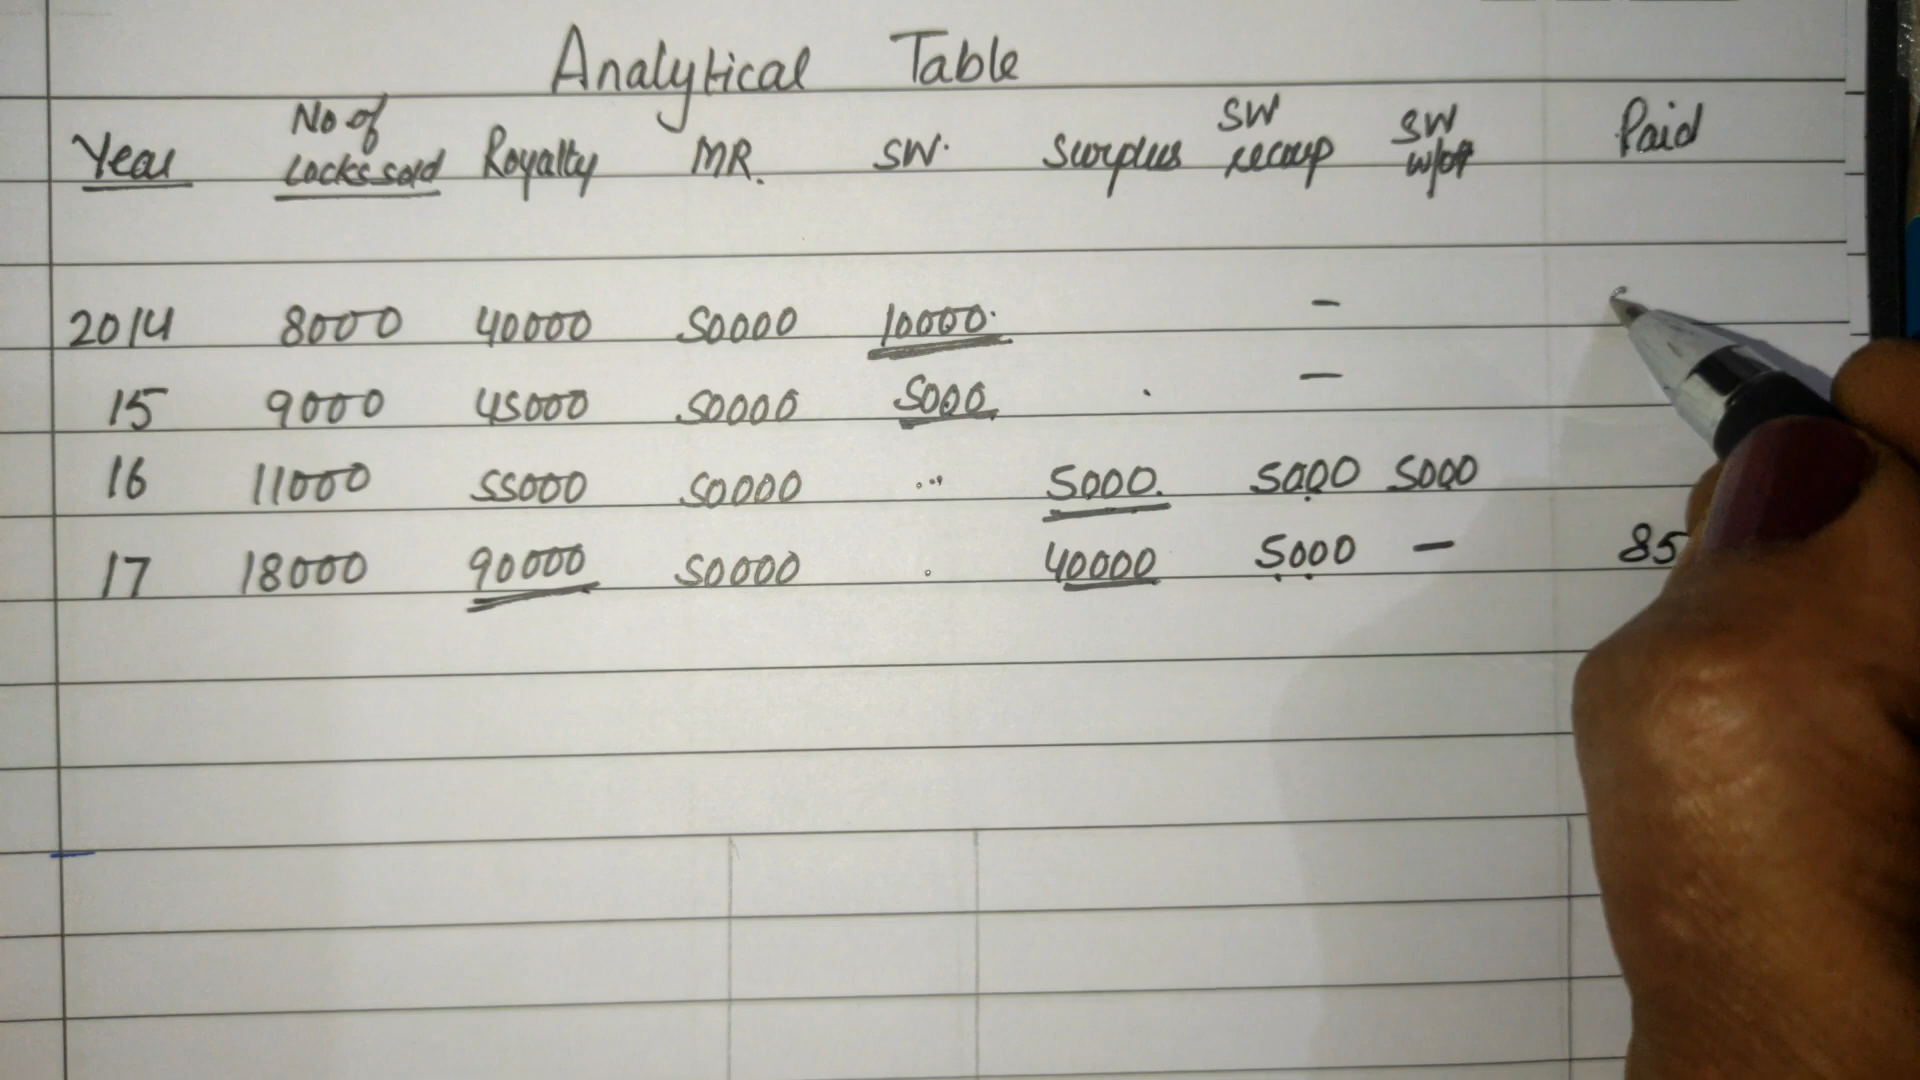 Analytical Table
Year No of Locks sold Royalty MR. SW. Surplus SW recoup SW w/off Paid
2014 8000 40000 50000 10000. -
15 9000 45000 50000 5000 . -
16 11000 55000 50000 ... 5000. 5000 5000
17 18000 90000 50000 . 40000 5000 - 85